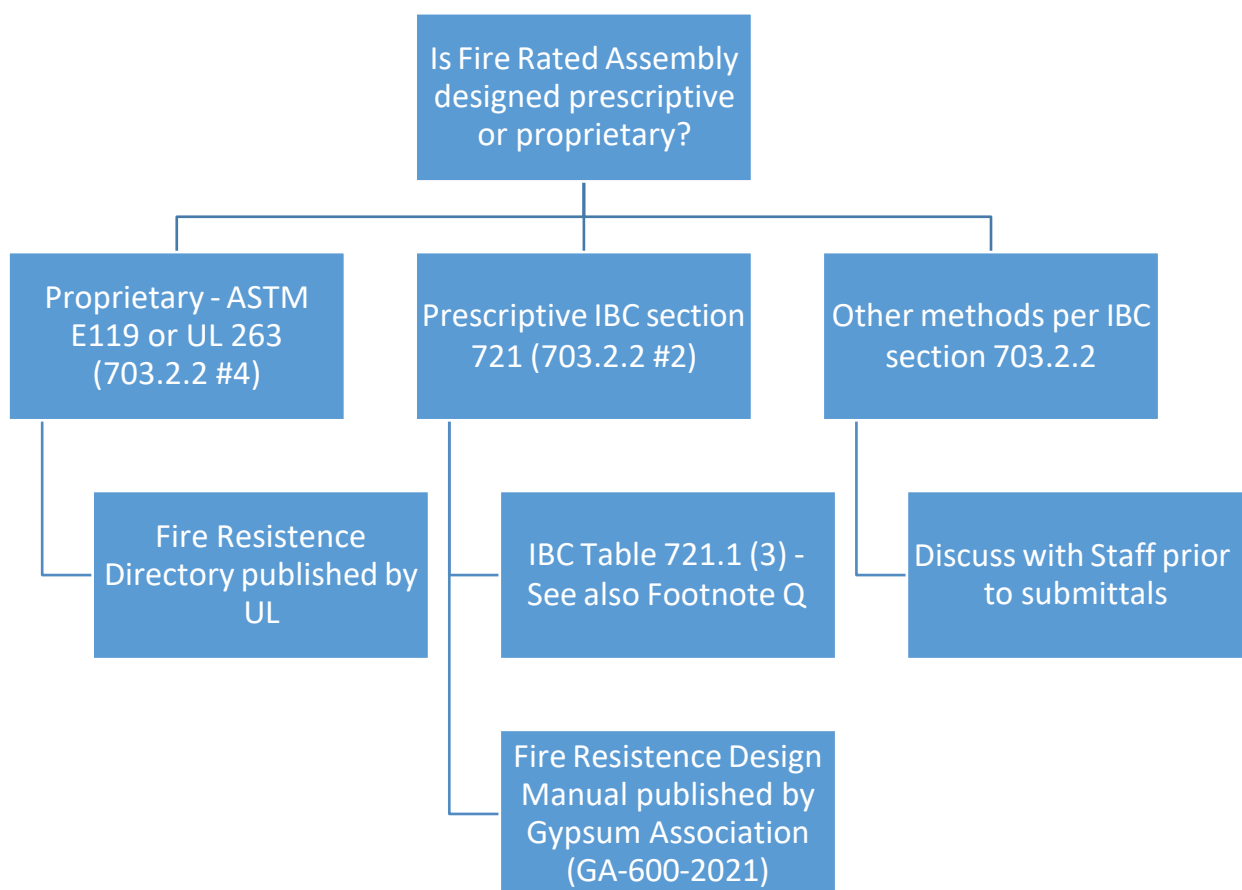 Is Fire Rated Assembly
designed prescriptive
or proprietary?
Proprietary - ASTM
E119 or UL 263
(703.2.2 #4)
Fire Resistence
Directory published by
UL
Prescriptive IBC section
721 (703.2.2 #2)
IBC Table 721.1 (3) -
See also Footnote Q
Fire Resistence Design
Manual published by
Gypsum Association
(GA-600-2021)
Other methods per IBC
section 703.2.2
Discuss with Staff prior
to submittals